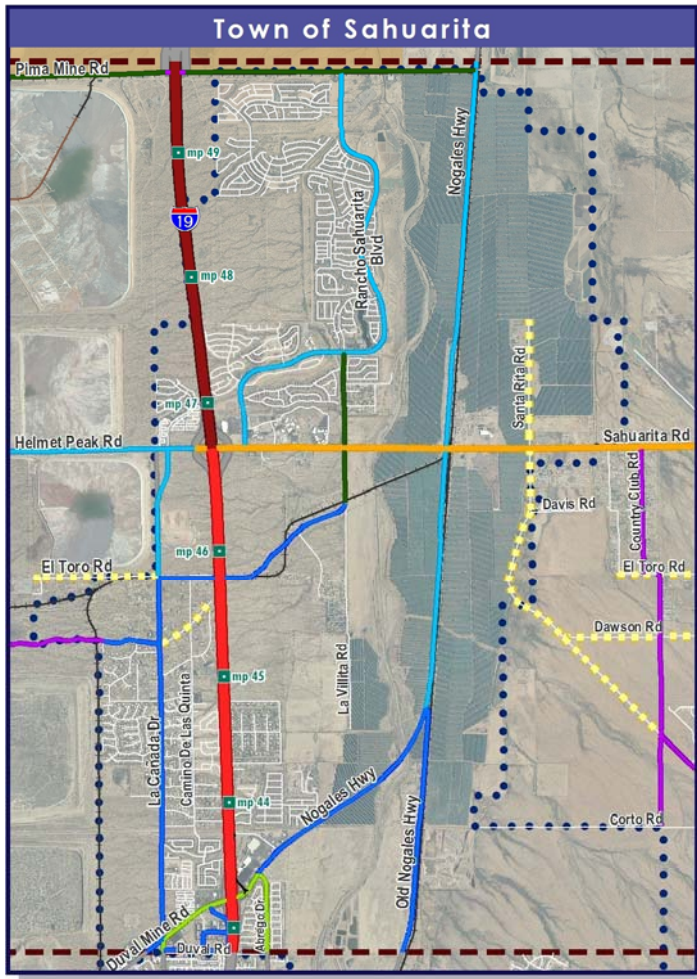 Town of Sahuarita
Pima Mine Rd
mp 49
19
Nogales Hwy
Rancho Sahuarita
Blvd
mp 48
Santa Rita Rd
mp 47
Helmet Peak Rd
Sahuarita Rd
Country Club Rd
Davis Rd
mp 46
El Toro Rd
El Toro Rd
Dawson Rd
La Villita Rd
mp 45
La Cañada Dr
Camino De Las Quinta
mp 44
Nogales Hwy
Old Nogales Hwy
Corto Rd
Duval Mine Rd
Duval Rd
Abrego Dr